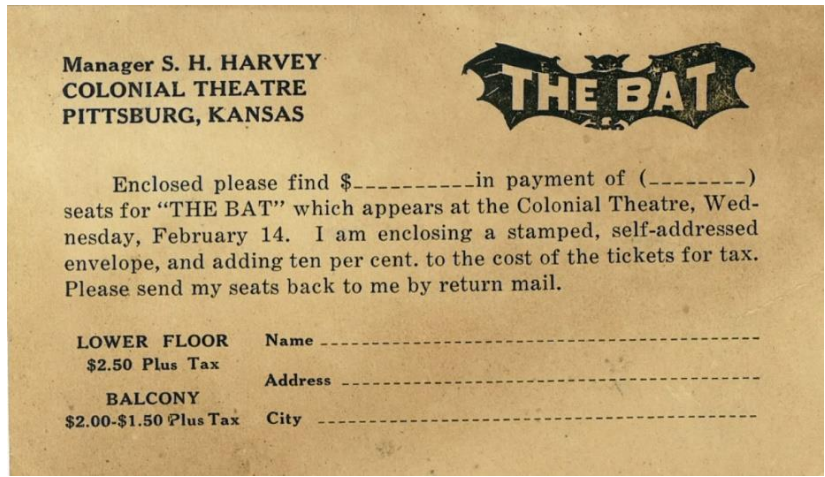 Manager S. H. HARVEY
COLONIAL THEATRE
PITTSBURG, KANSAS
THE BAT
Enclosed please find $__________in payment of (________)
seats for “THE BAT” which appears at the Colonial Theatre, Wed-
nesday, February 14. I am enclosing a stamped, self-addressed
envelope, and adding ten per cent. to the cost of the tickets for tax.
Please send my seats back to me by return mail.
LOWER FLOOR
$2.50 Plus Tax
BALCONY
$2.00-$1.50 Plus Tax
Name
Address
City